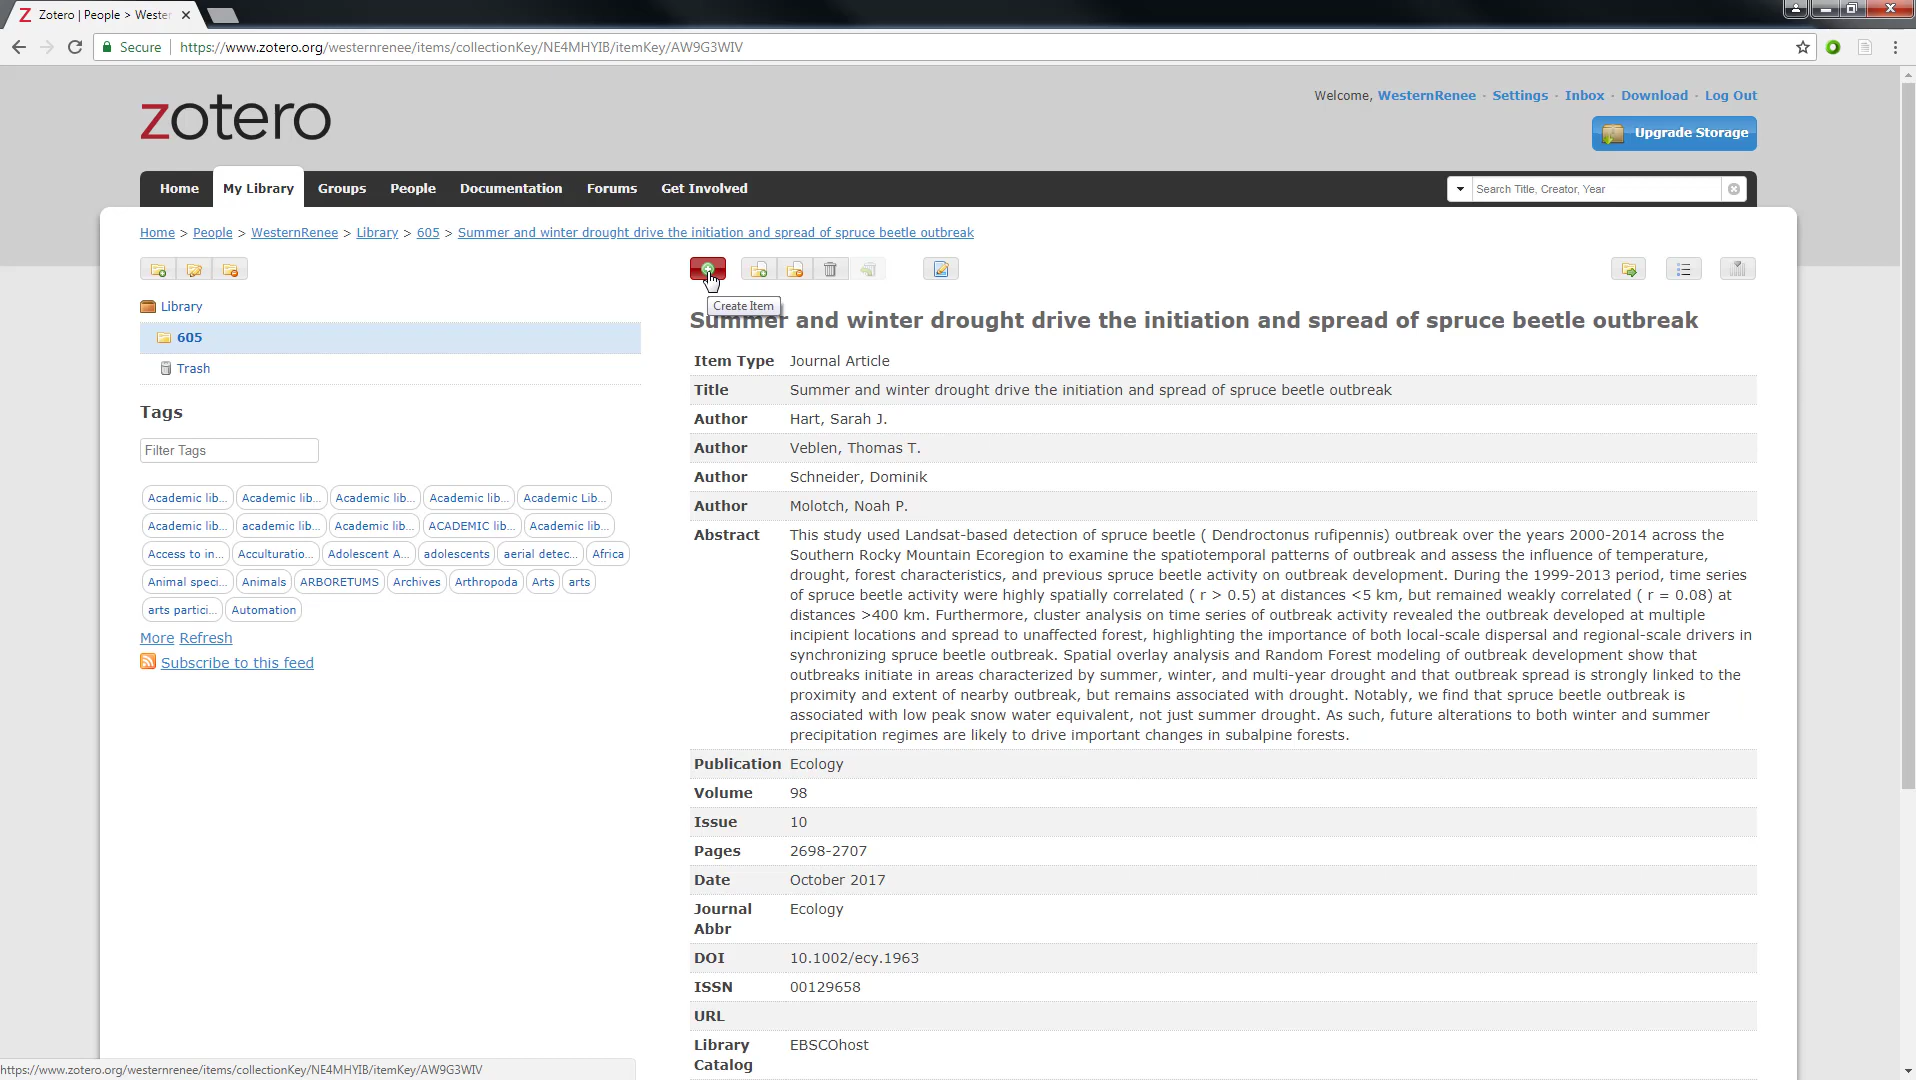 Zotero | People > Wester
Secure https://www.zotero.org/westernrenee/items/collectionKey/NE4MHYIB/itemKey/AW9G3WIV
zotero
Welcome, WesternRenee · Settings · Inbox · Download · Log Out
Upgrade Storage
Home My Library Groups People Documentation Forums Get Involved
Search Title, Creator, Year
Home > People > WesternRenee > Library > 605 > Summer and winter drought drive the initiation and spread of spruce beetle outbreak
Create Item
Library
605
Trash
Tags
Filter Tags
Academic lib... Academic lib... Academic lib... Academic lib... Academic Lib...
Academic lib... academic lib... Academic lib... ACADEMIC lib... Academic lib...
Access to in... Acculturatio... Adolescent A... adolescents aerial detec... Africa
Animal speci... Animals ARBORETUMS Archives Arthropoda Arts arts
arts partici... Automation
More Refresh
Subscribe to this feed
Summer and winter drought drive the initiation and spread of spruce beetle outbreak
Item Type Journal Article
Title Summer and winter drought drive the initiation and spread of spruce beetle outbreak
Author Hart, Sarah J.
Author Veblen, Thomas T.
Author Schneider, Dominik
Author Molotch, Noah P.
Abstract This study used Landsat-based detection of spruce beetle ( Dendroctonus rufipennis) outbreak over the years 2000-2014 across the
Southern Rocky Mountain Ecoregion to examine the spatiotemporal patterns of outbreak and assess the influence of temperature,
drought, forest characteristics, and previous spruce beetle activity on outbreak development. During the 1999-2013 period, time series
of spruce beetle activity were highly spatially correlated ( r > 0.5) at distances <5 km, but remained weakly correlated ( r = 0.08) at
distances >400 km. Furthermore, cluster analysis on time series of outbreak activity revealed the outbreak developed at multiple
incipient locations and spread to unaffected forest, highlighting the importance of both local-scale dispersal and regional-scale drivers in
synchronizing spruce beetle outbreak. Spatial overlay analysis and Random Forest modeling of outbreak development show that
outbreaks initiate in areas characterized by summer, winter, and multi-year drought and that outbreak spread is strongly linked to the
proximity and extent of nearby outbreak, but remains associated with drought. Notably, we find that spruce beetle outbreak is
associated with low peak snow water equivalent, not just summer drought. As such, future alterations to both winter and summer
precipitation regimes are likely to drive important changes in subalpine forests.
Publication Ecology
Volume 98
Issue 10
Pages 2698-2707
Date October 2017
Journal Abbr Ecology
DOI 10.1002/ecy.1963
ISSN 00129658
URL
Library Catalog EBSCOhost
https://www.zotero.org/westernrenee/items/collectionKey/NE4MHYIB/itemKey/AW9G3WIV